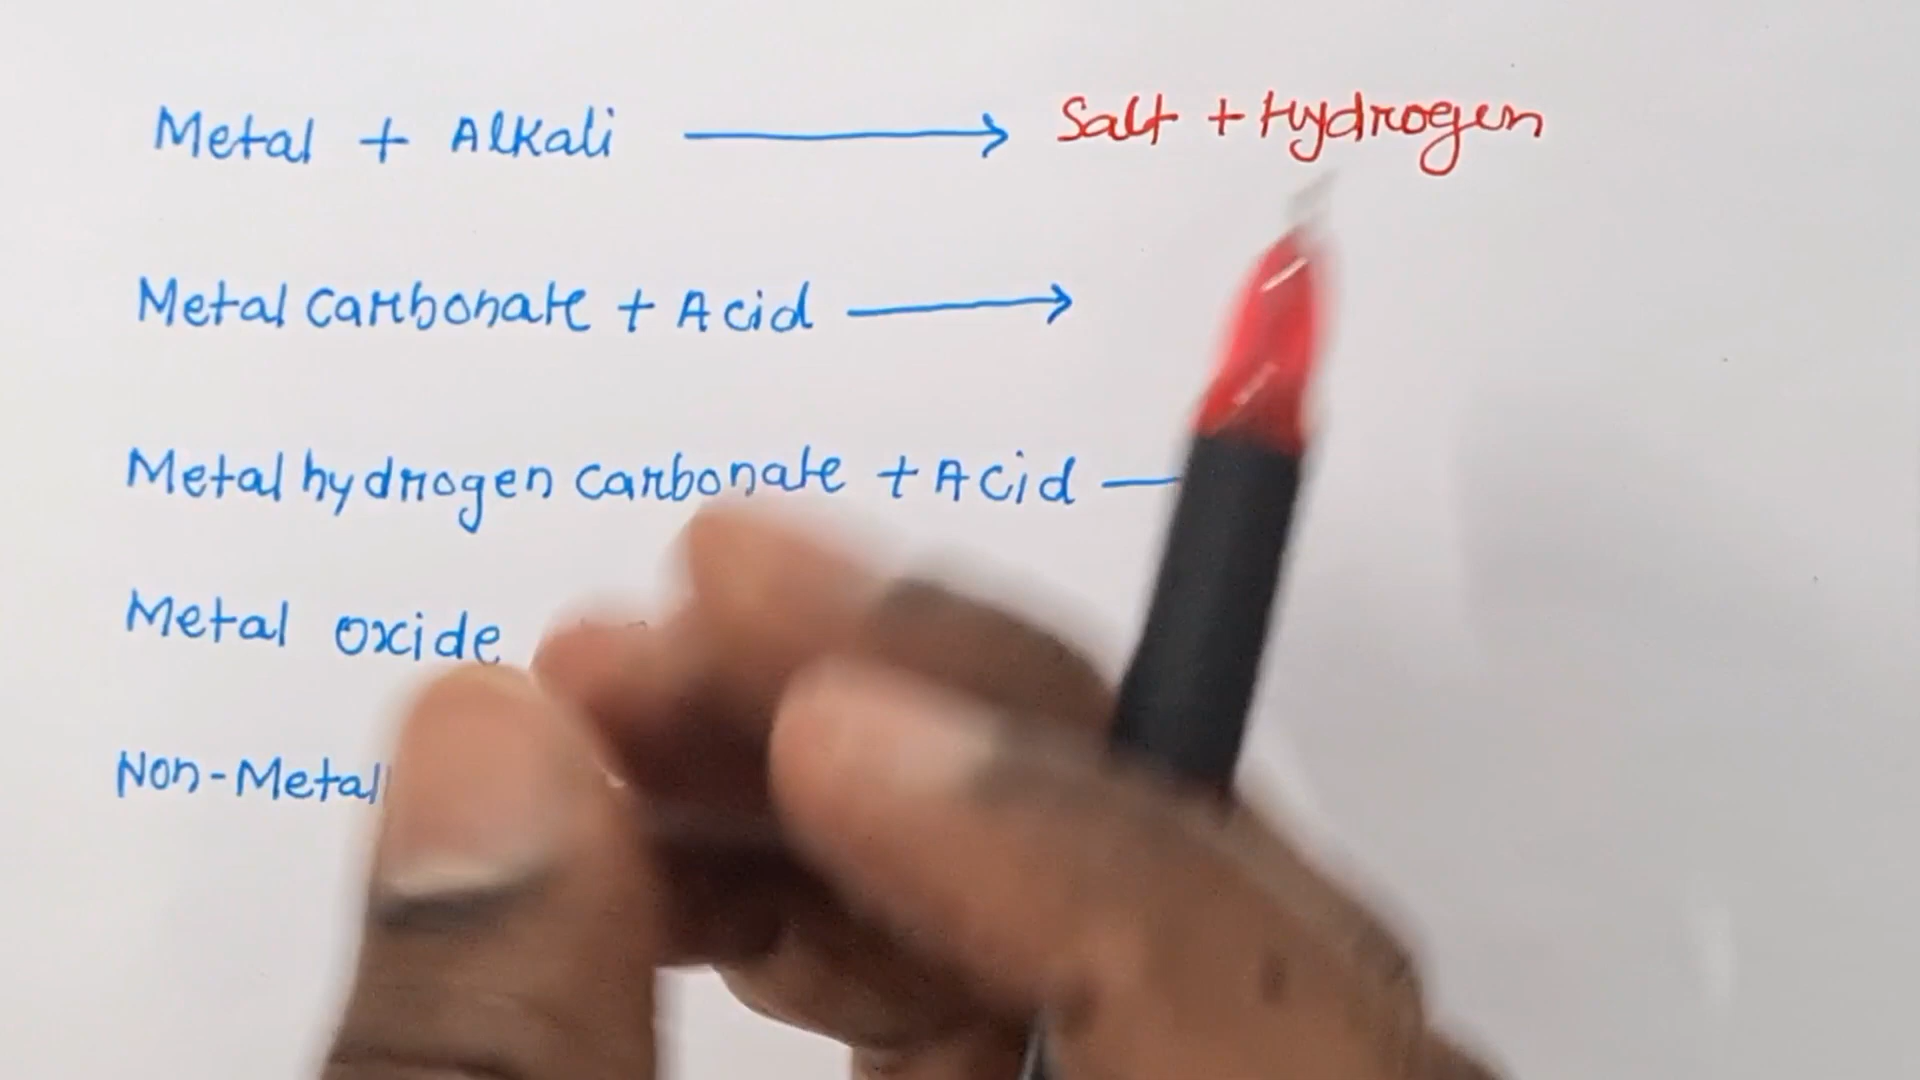 Metal + Alkali ⟶ Salt + Hydrogen
Metal Carbonate + Acid ⟶
Metal hydrogen carbonate + Acid —
Metal oxide
Non-Metal